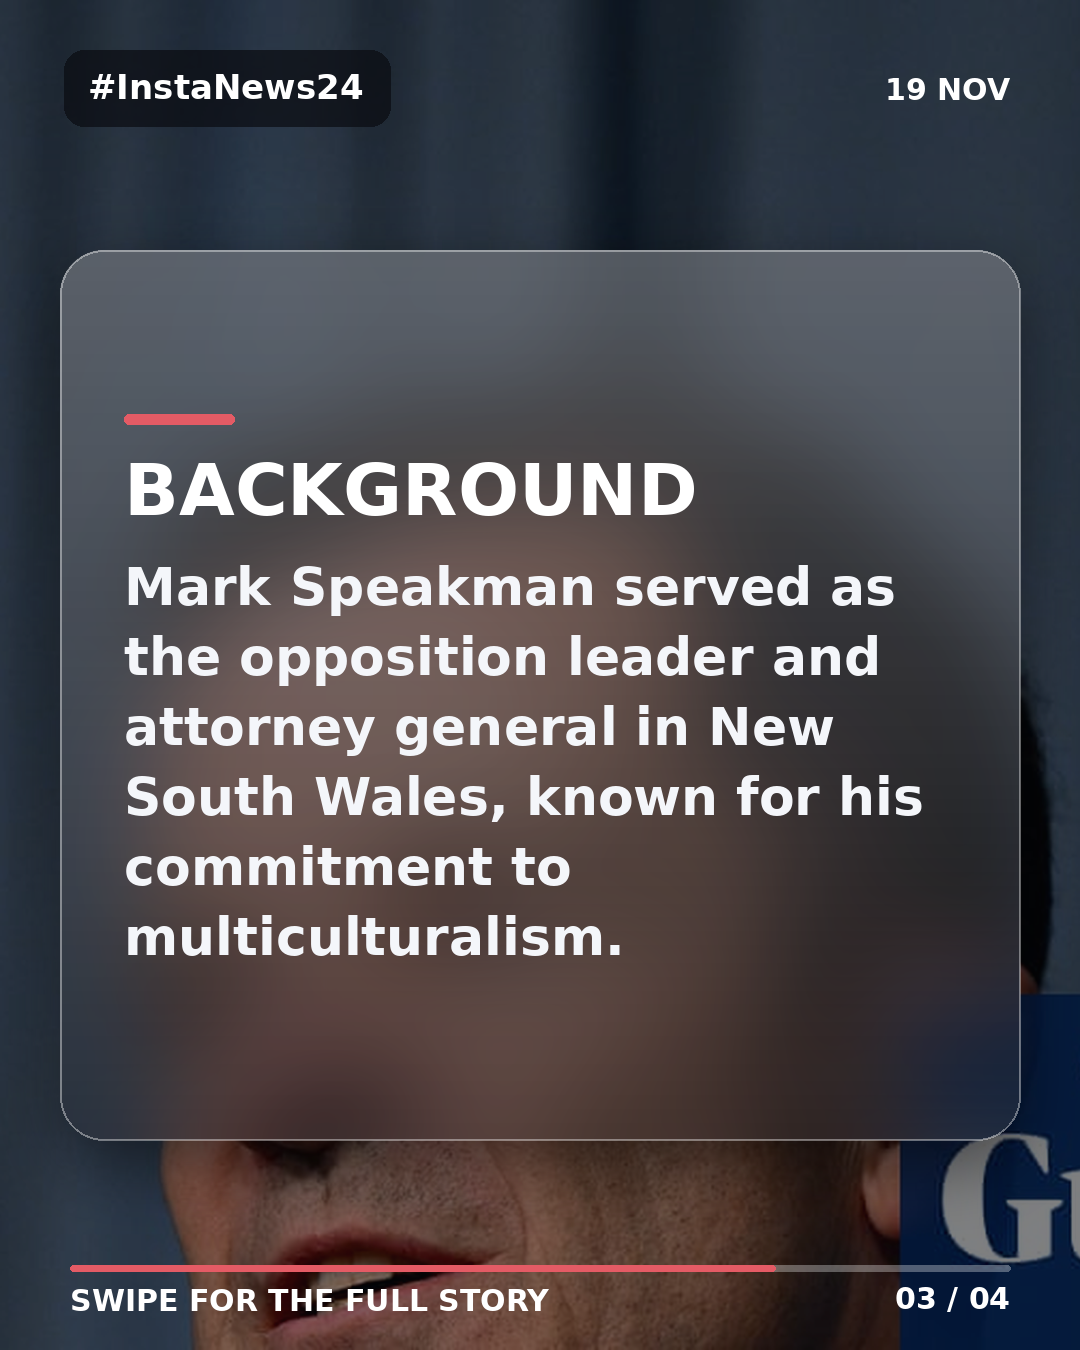 #InstaNews24
19 NOV
BACKGROUND
Mark Speakman served as
the opposition leader and
attorney general in New
South Wales, known for his
commitment to
multiculturalism.
G
SWIPE FOR THE FULL STORY
03 / 04